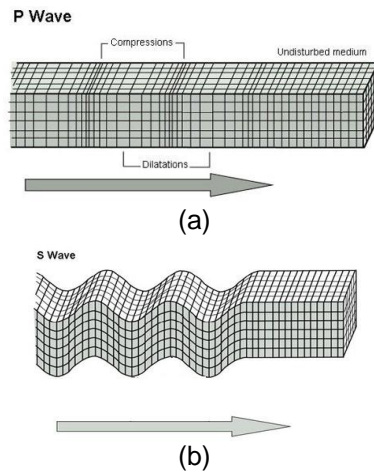 P Wave
Compressions
Undisturbed medium
Dilatations
(a)
S Wave
(b)